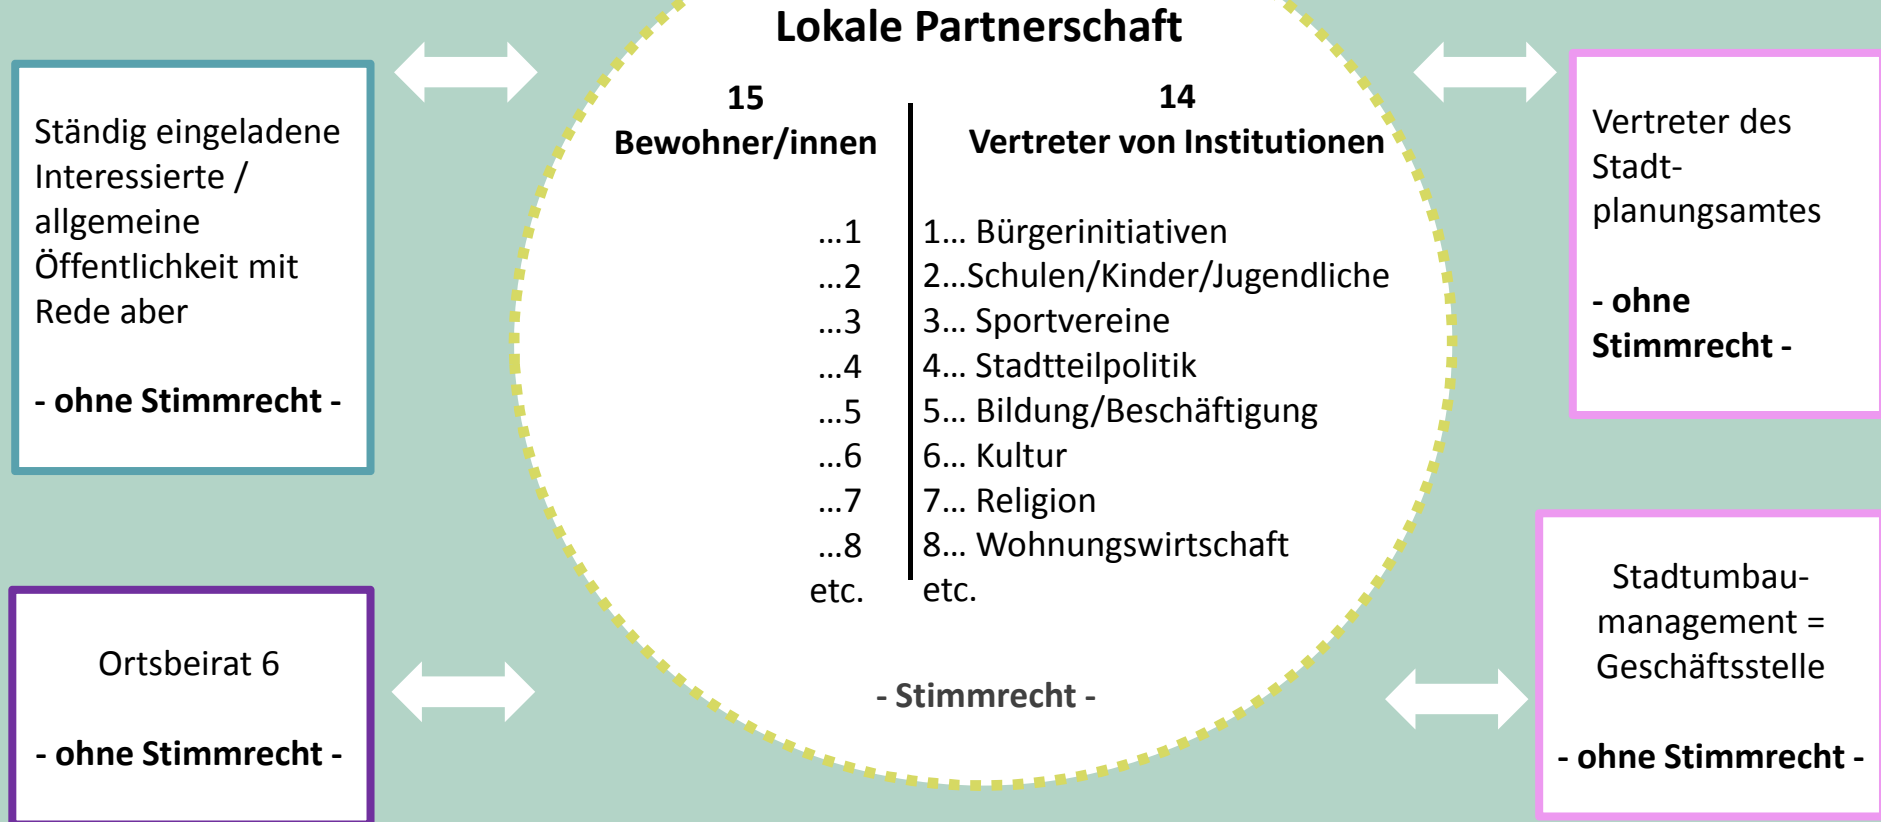 Lokale Partnerschaft
15
Bewohner/innen
14
Vertreter von Institutionen
...1
...2
...3
...4
...5
...6
...7
...8
etc.
1... Bürgerinitiativen
2...Schulen/Kinder/Jugendliche
3... Sportvereine
4... Stadtteilpolitik
5... Bildung/Beschäftigung
6... Kultur
7... Religion
8... Wohnungswirtschaft
etc.
- Stimmrecht -
Ständig eingeladene
Interessierte /
allgemeine
Öffentlichkeit mit
Rede aber
- ohne Stimmrecht -
Ortsbeirat 6
- ohne Stimmrecht -
Vertreter des
Stadt-
planungsamtes
- ohne
Stimmrecht -
Stadtumbau-
management =
Geschäftsstelle
- ohne Stimmrecht -